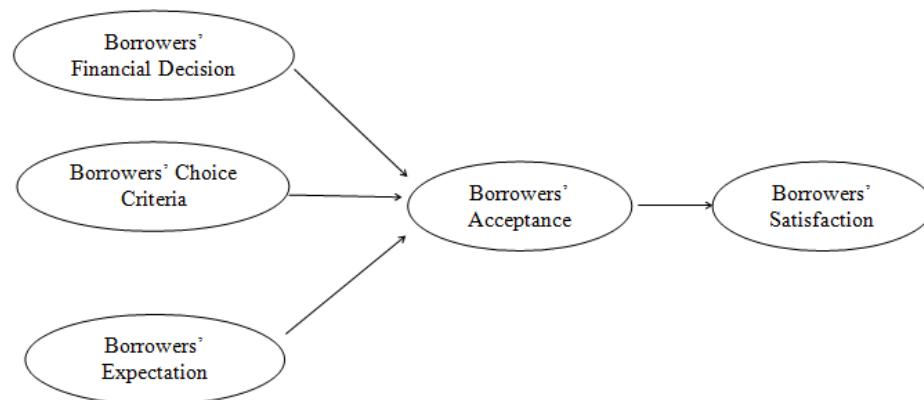 Borrowers’
Financial Decision
Borrowers’ Choice
Criteria
Borrowers’
Expectation
Borrowers’
Acceptance
Borrowers’
Satisfaction